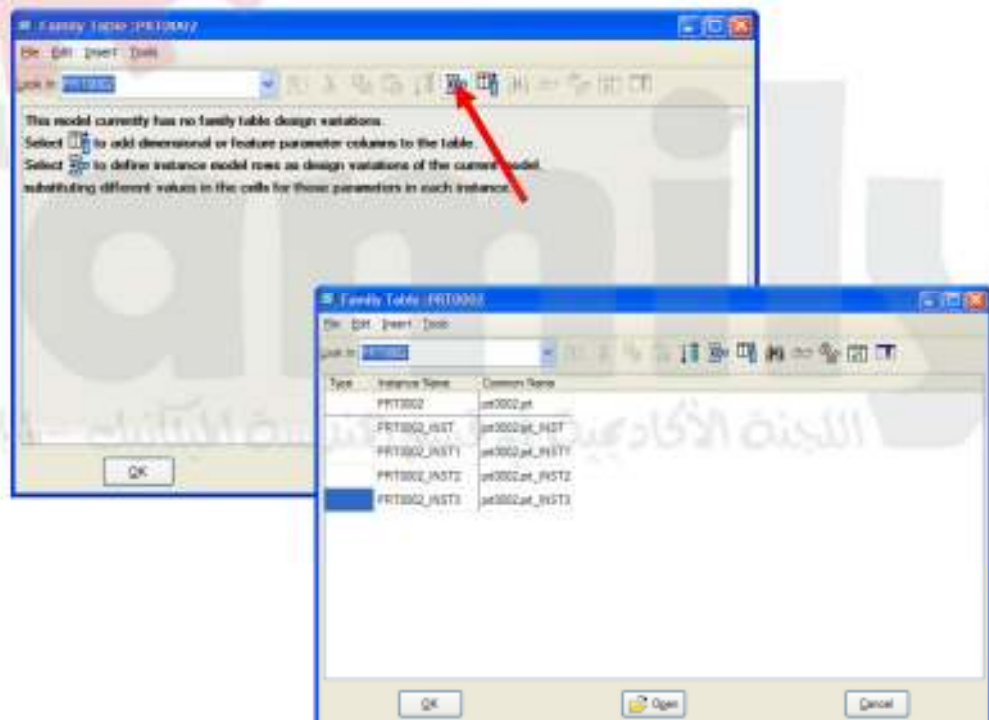 Family Table :PRT0002
File Edit Insert Tools
Look In: PRT0002
This model currently has no family table design variations.
Select to add dimensional or feature parameter columns to the table.
Select to define instance model rows as design variations of the current model.
substituting different values in the cells for those parameters in each instance.
OK
Family Table :PRT0002
File Edit Insert Tools
Look In: PRT0002
Type Instance Name Common Name
PRT0002 prt0002.prt
PRT0002_INST prt0002.prt_INST
PRT0002_INST1 prt0002.prt_INST1
PRT0002_INST2 prt0002.prt_INST2
PRT0002_INST3 prt0002.prt_INST3
OK Open Cancel
amily
اللجنة الأكاديمية